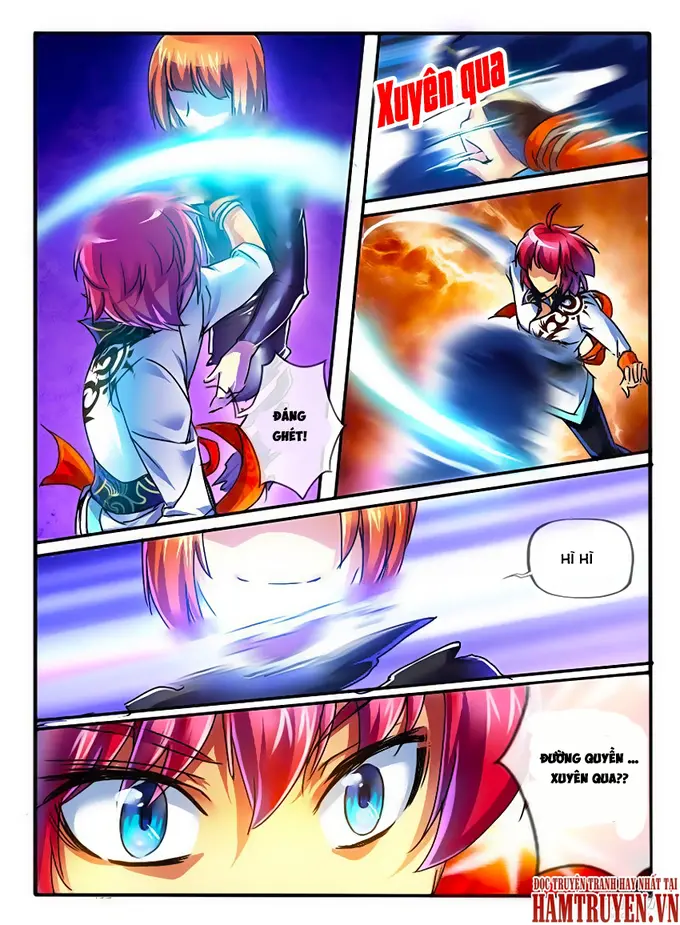 Xuyên qua
ĐÁNG
GHÉT!
HÌ HÌ
ĐƯỜNG QUYỀN ...
XUYÊN QUA??
ĐỌC TRUYỆN TRANH HAY NHẤT TẠI
HAMTRUYEN.VN